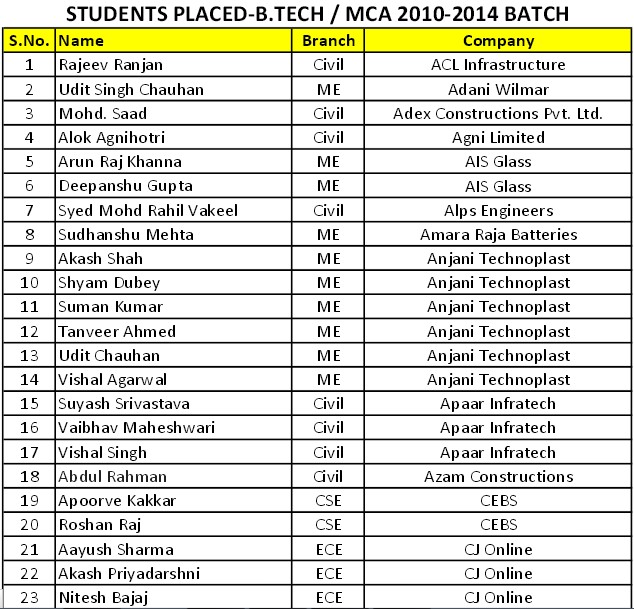 STUDENTS PLACED-B.TECH / MCA 2010-2014 BATCH
S.No. Name Branch Company
1 Rajeev Ranjan Civil ACL Infrastructure
2 Udit Singh Chauhan ME Adani Wilmar
3 Mohd. Saad Civil Adex Constructions Pvt. Ltd.
4 Alok Agnihotri Civil Agni Limited
5 Arun Raj Khanna ME AIS Glass
6 Deepanshu Gupta ME AIS Glass
7 Syed Mohd Rahil Vakeel Civil Alps Engineers
8 Sudhanshu Mehta ME Amara Raja Batteries
9 Akash Shah ME Anjani Technoplast
10 Shyam Dubey ME Anjani Technoplast
11 Suman Kumar ME Anjani Technoplast
12 Tanveer Ahmed ME Anjani Technoplast
13 Udit Chauhan ME Anjani Technoplast
14 Vishal Agarwal ME Anjani Technoplast
15 Suyash Srivastava Civil Apaar Infratech
16 Vaibhav Maheshwari Civil Apaar Infratech
17 Vishal Singh Civil Apaar Infratech
18 Abdul Rahman Civil Azam Constructions
19 Apoorve Kakkar CSE CEBS
20 Roshan Raj CSE CEBS
21 Aayush Sharma ECE CJ Online
22 Akash Priyadarshni ECE CJ Online
23 Nitesh Bajaj ECE CJ Online